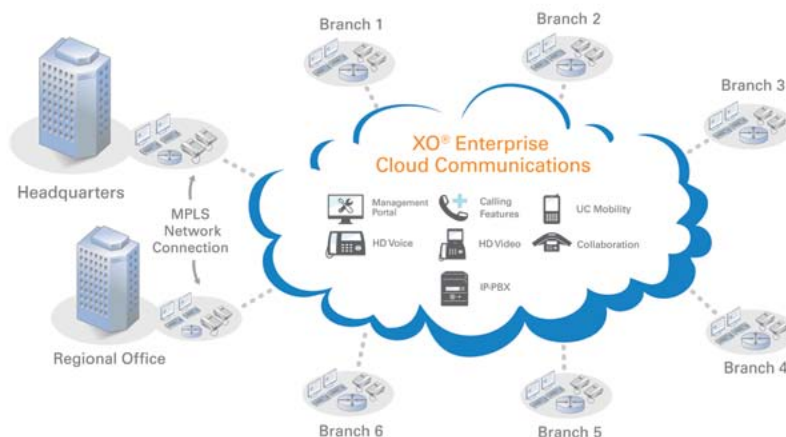 Branch 1
Branch 2
Branch 3
XO® Enterprise
Cloud Communications
Headquarters
MPLS
Network
Connection
Management
Portal
Calling
Features
UC Mobility
HD Voice
HD Video
Collaboration
IP-PBX
Regional Office
Branch 4
Branch 6
Branch 5